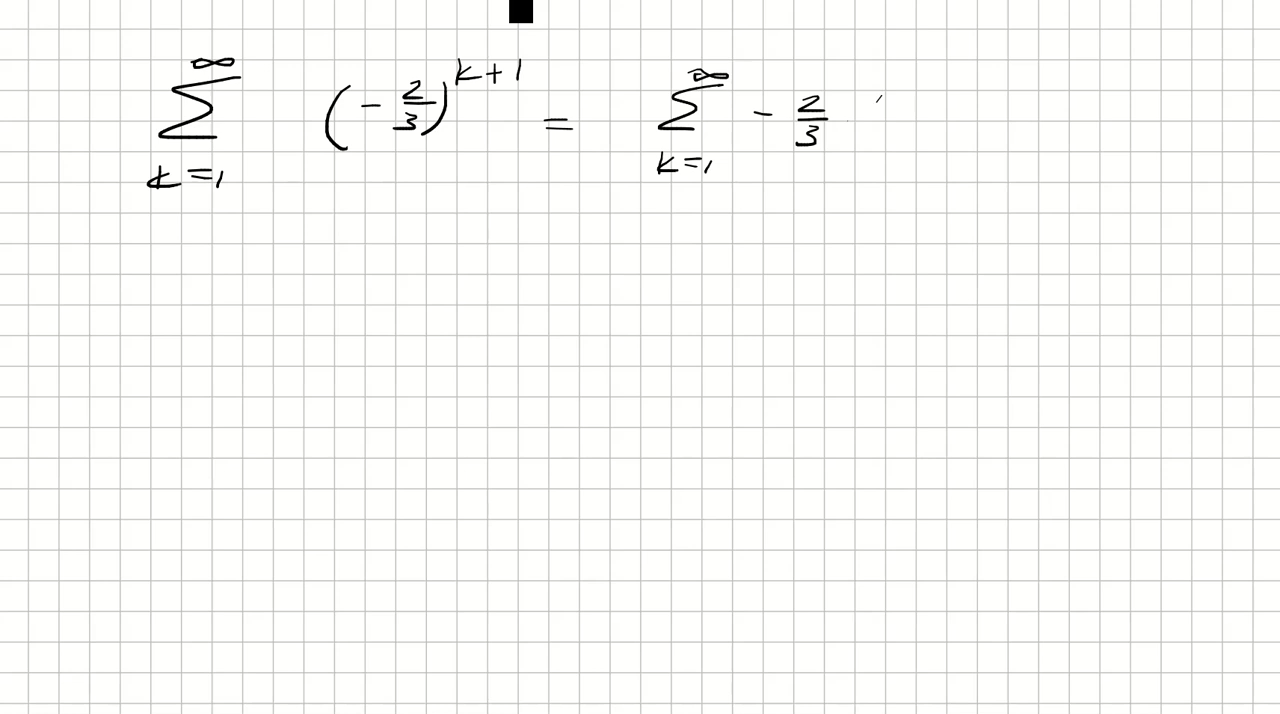 ∞ ∑ k=1 (-2/3)^k+1 = ∞ ∑ k=1 -2/3